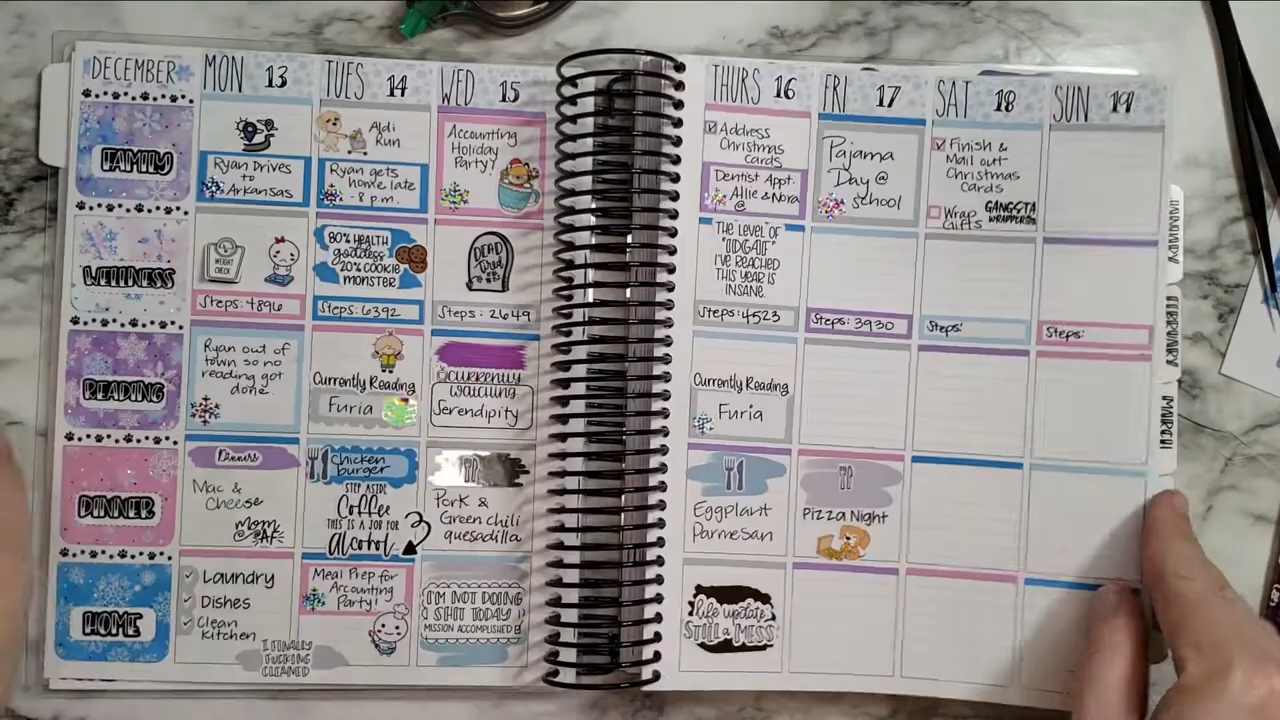 DECEMBER
MON 13
TUES 14
WED 15
THURS 16
FRI 17
SAT 18
SUN 19
FAMILY
Ryan Drives
to
Arkansas
Aldi
Run
Ryan gets
home late
~8 p.m.
Accounting
Holiday
Party!
Address
Christmas
Cards
Dentist Appt.
Allie & Nora
@
Pajama
Day @
School
Finish &
Mail out
Christmas
Cards
Wrap
Gifts
GANGSTA
WRAPPER
WELLNESS
WEIGHT
CHECK
Steps: 4896
80% HEALTH
goddess
20% COOKIE
MONSTER
Steps: 6392
DEAD
Tired
Steps: 2649
THE LEVEL OF
"IDGAF"
I'VE REACHED
THIS YEAR IS
INSANE.
Steps: 4523
Steps: 3930
Steps:
Steps:
READING
Ryan out of
town so no
reading got
done.
Currently Reading
Furia
currently
watching
Serendipity
Currently Reading
Furia
DINNER
Dinners
Mac &
Cheese
mom
AF
Chicken
burger
STEP ASIDE
Coffee
THIS IS A JOB FOR
alcohol
Pork &
Green chili
quesadilla
Eggplant
Parmesan
Pizza Night
HOME
Laundry
Dishes
Clean
Kitchen
I FINALLY
FUCKING
CLEANED
Meal Prep for
Accounting
Party!
I'M NOT DOING
SHIT TODAY
MISSION ACCOMPLISHED
life update:
STILL A MESS
JANUARY
FEBRUARY
MARCH